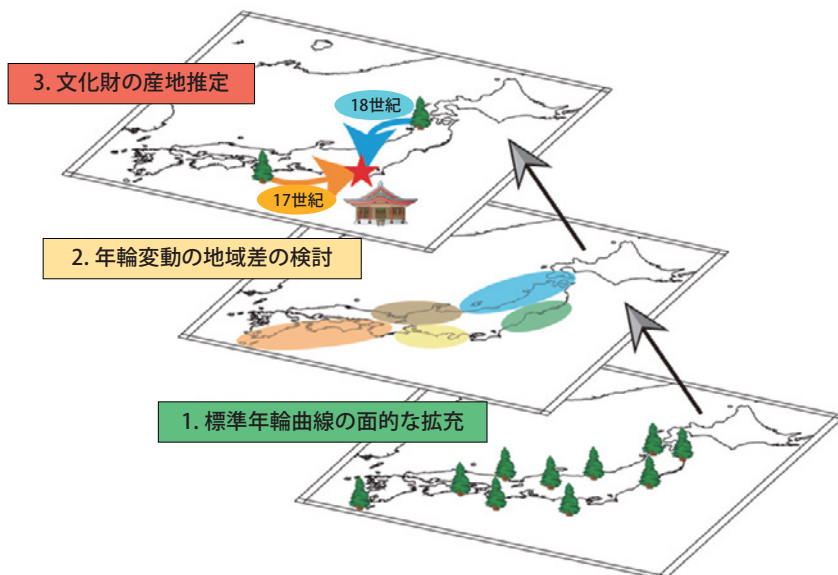 3. 文化財の産地推定
18世紀
17世紀
2. 年輪変動の地域差の検討
1. 標準年輪曲線の面的な拡充